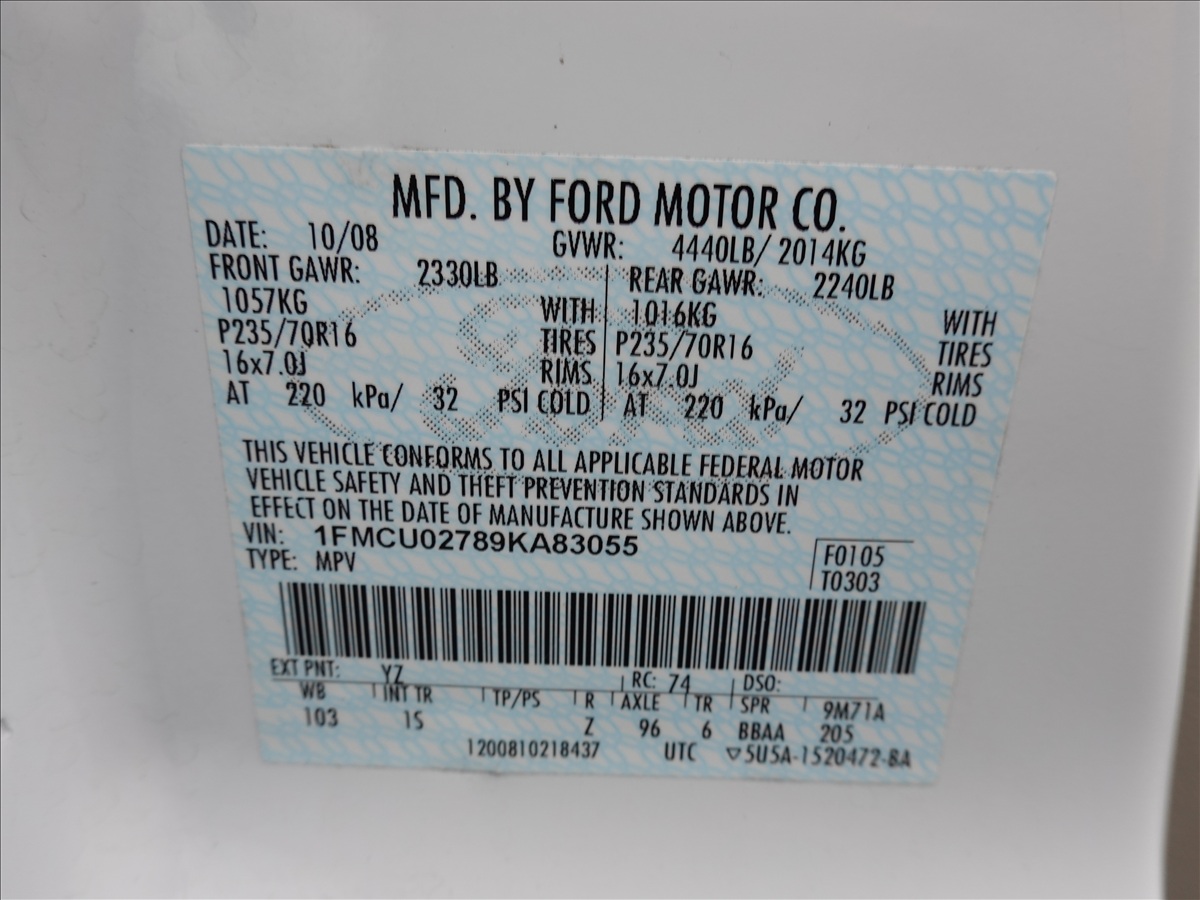 MFD. BY FORD MOTOR CO.
DATE: 10/08 GVWR: 4440LB/ 2014KG
FRONT GAWR: 2330LB REAR GAWR: 2240LB
1057KG WITH 1016KG WITH
P235/70R16 TIRES P235/70R16 TIRES
16x7.0J RIMS 16x7.0J RIMS
AT 220 kPa/ 32 PSI COLD AT 220 kPa/ 32 PSI COLD
THIS VEHICLE CONFORMS TO ALL APPLICABLE FEDERAL MOTOR
VEHICLE SAFETY AND THEFT PREVENTION STANDARDS IN
EFFECT ON THE DATE OF MANUFACTURE SHOWN ABOVE.
VIN: 1FMCU02789KA83055
TYPE: MPV
F0105
T0303
EXT PNT: YZ RC: 74 DSO:
WB INT TR TP/PS R AXLE TR SPR 9M71A
103 1S Z 96 6 BBAA 205
1200810218437 UTC ▽5U5A-1520472-BA